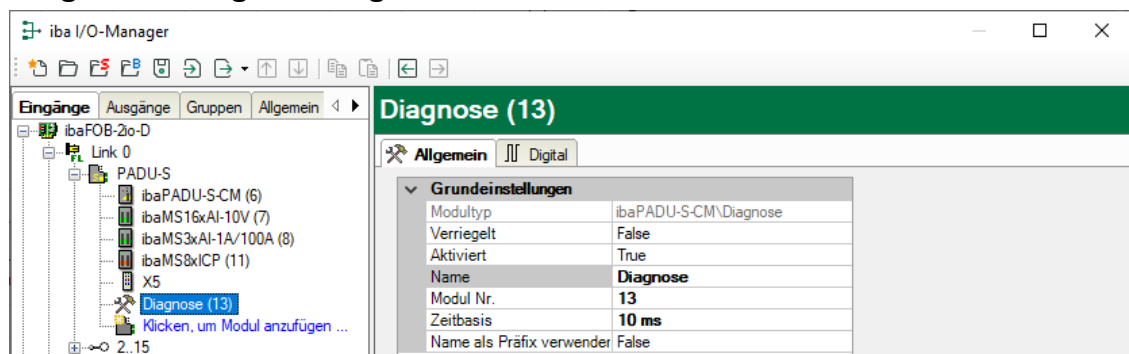 iba I/O-Manager
Eingänge Ausgänge Gruppen Allgemein
Diagnose (13)
ibaFOB-2io-D
Link 0
PADU-S
ibaPADU-S-CM (6)
ibaMS16xAI-10V (7)
ibaMS3xAI-1A/100A (8)
ibaMS8xICP (11)
X5
Diagnose (13)
Klicken, um Modul anzufügen ...
2..15
Allgemein Digital
Grundeinstellungen
Modultyp ibaPADU-S-CM\Diagnose
Verriegelt False
Aktiviert True
Name Diagnose
Modul Nr. 13
Zeitbasis 10 ms
Name als Präfix verwender False